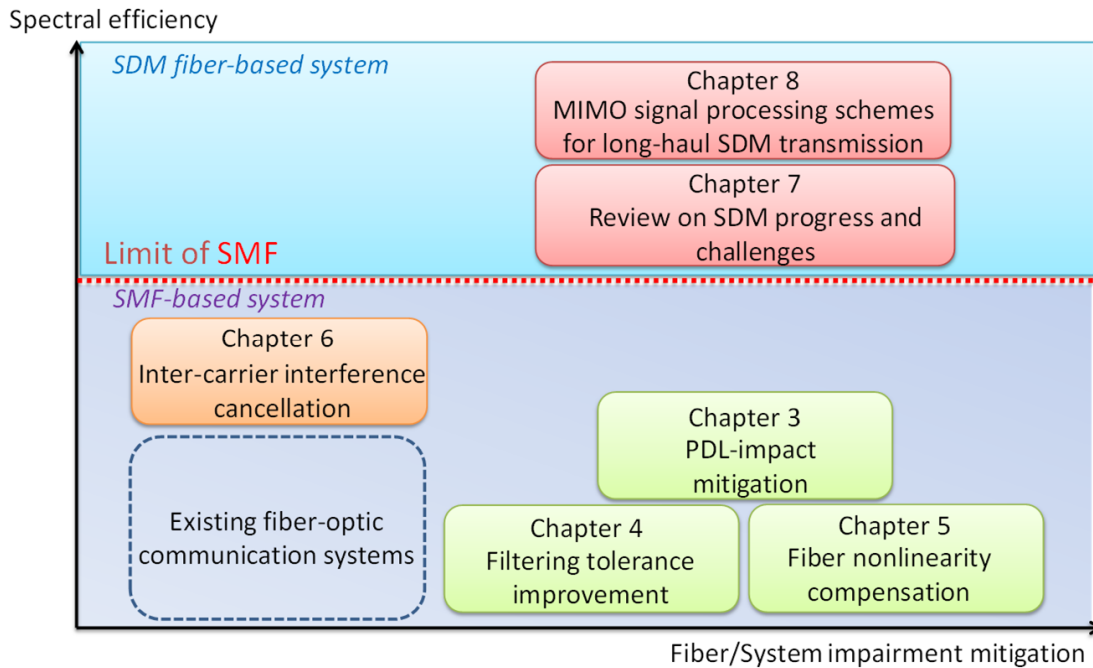 Spectral efficiency
SDM fiber-based system
Chapter 8
MIMO signal processing schemes
for long-haul SDM transmission
Chapter 7
Review on SDM progress and
challenges
Limit of SMF
SMF-based system
Chapter 6
Inter-carrier interference
cancellation
Chapter 3
PDL-impact
mitigation
Existing fiber-optic
communication systems
Chapter 4
Filtering tolerance
improvement
Chapter 5
Fiber nonlinearity
compensation
Fiber/System impairment mitigation